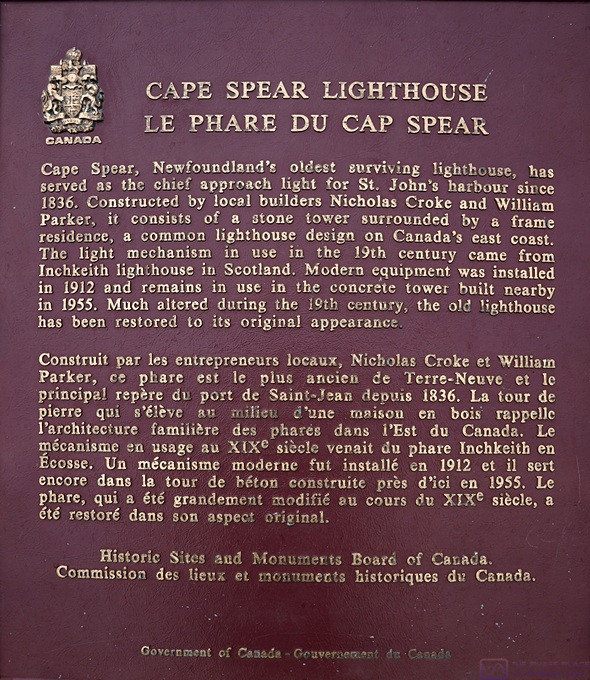 CANADA
CAPE SPEAR LIGHTHOUSE
LE PHARE DU CAP SPEAR
Cape Spear, Newfoundland's oldest surviving lighthouse, has
served as the chief approach light for St. John's harbour since
1836. Constructed by local builders Nicholas Croke and William
Parker, it consists of a stone tower surrounded by a frame
residence, a common lighthouse design on Canada's east coast.
The light mechanism in use in the 19th century came from
Inchkeith lighthouse in Scotland. Modern equipment was installed
in 1912 and remains in use in the concrete tower built nearby
in 1955. Much altered during the 19th century, the old lighthouse
has been restored to its original appearance.
Construit par les entrepreneurs locaux, Nicholas Croke et William
Parker, ce phare est le plus ancien de Terre-Neuve et le
principal repère du port de Saint-Jean depuis 1836. La tour de
pierre qui s'élève au milieu d'une maison en bois rappelle
l'architecture familière des phares dans l'Est du Canada. Le
mécanisme en usage au XIXe siècle venait du phare Inchkeith en
Écosse. Un mécanisme moderne fut installé en 1912 et il sert
encore dans la tour de béton construite près d'ici en 1955. Le
phare, qui a été grandement modifié au cours du XIXe siècle, a
été restoré dans son aspect original.
Historic Sites and Monuments Board of Canada.
Commission des lieux et monuments historiques du Canada.
Government of Canada - Gouvernement du Canada